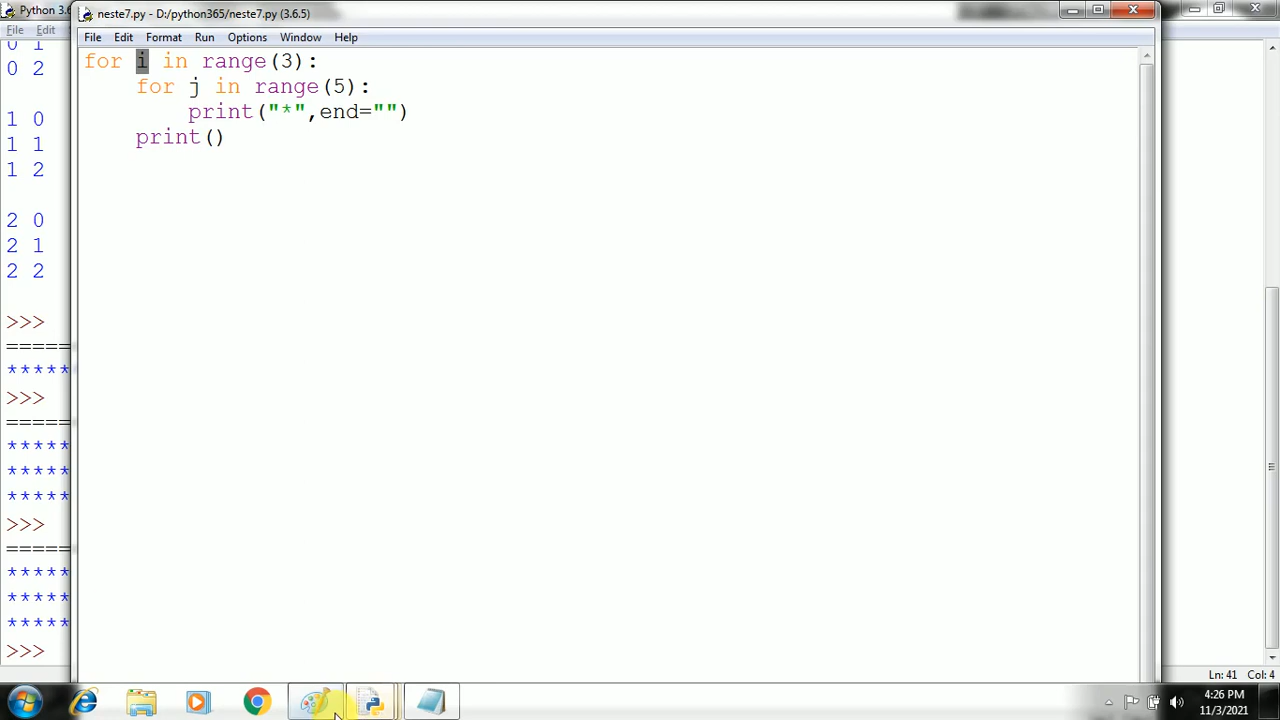 Python 3.6
neste7.py - D:/python365/neste7.py (3.6.5)
File Edit
File Edit Format Run Options Window Help
0 1
0 2
1 0
1 1
1 2
2 0
2 1
2 2
>>>
======
*****
>>>
======
*****
*****
*****
>>>
======
*****
*****
*****
>>>
for i in range(3):
    for j in range(5):
        print("*",end="")
    print()
Ln: 41 Col: 4
4:26 PM
11/3/2021